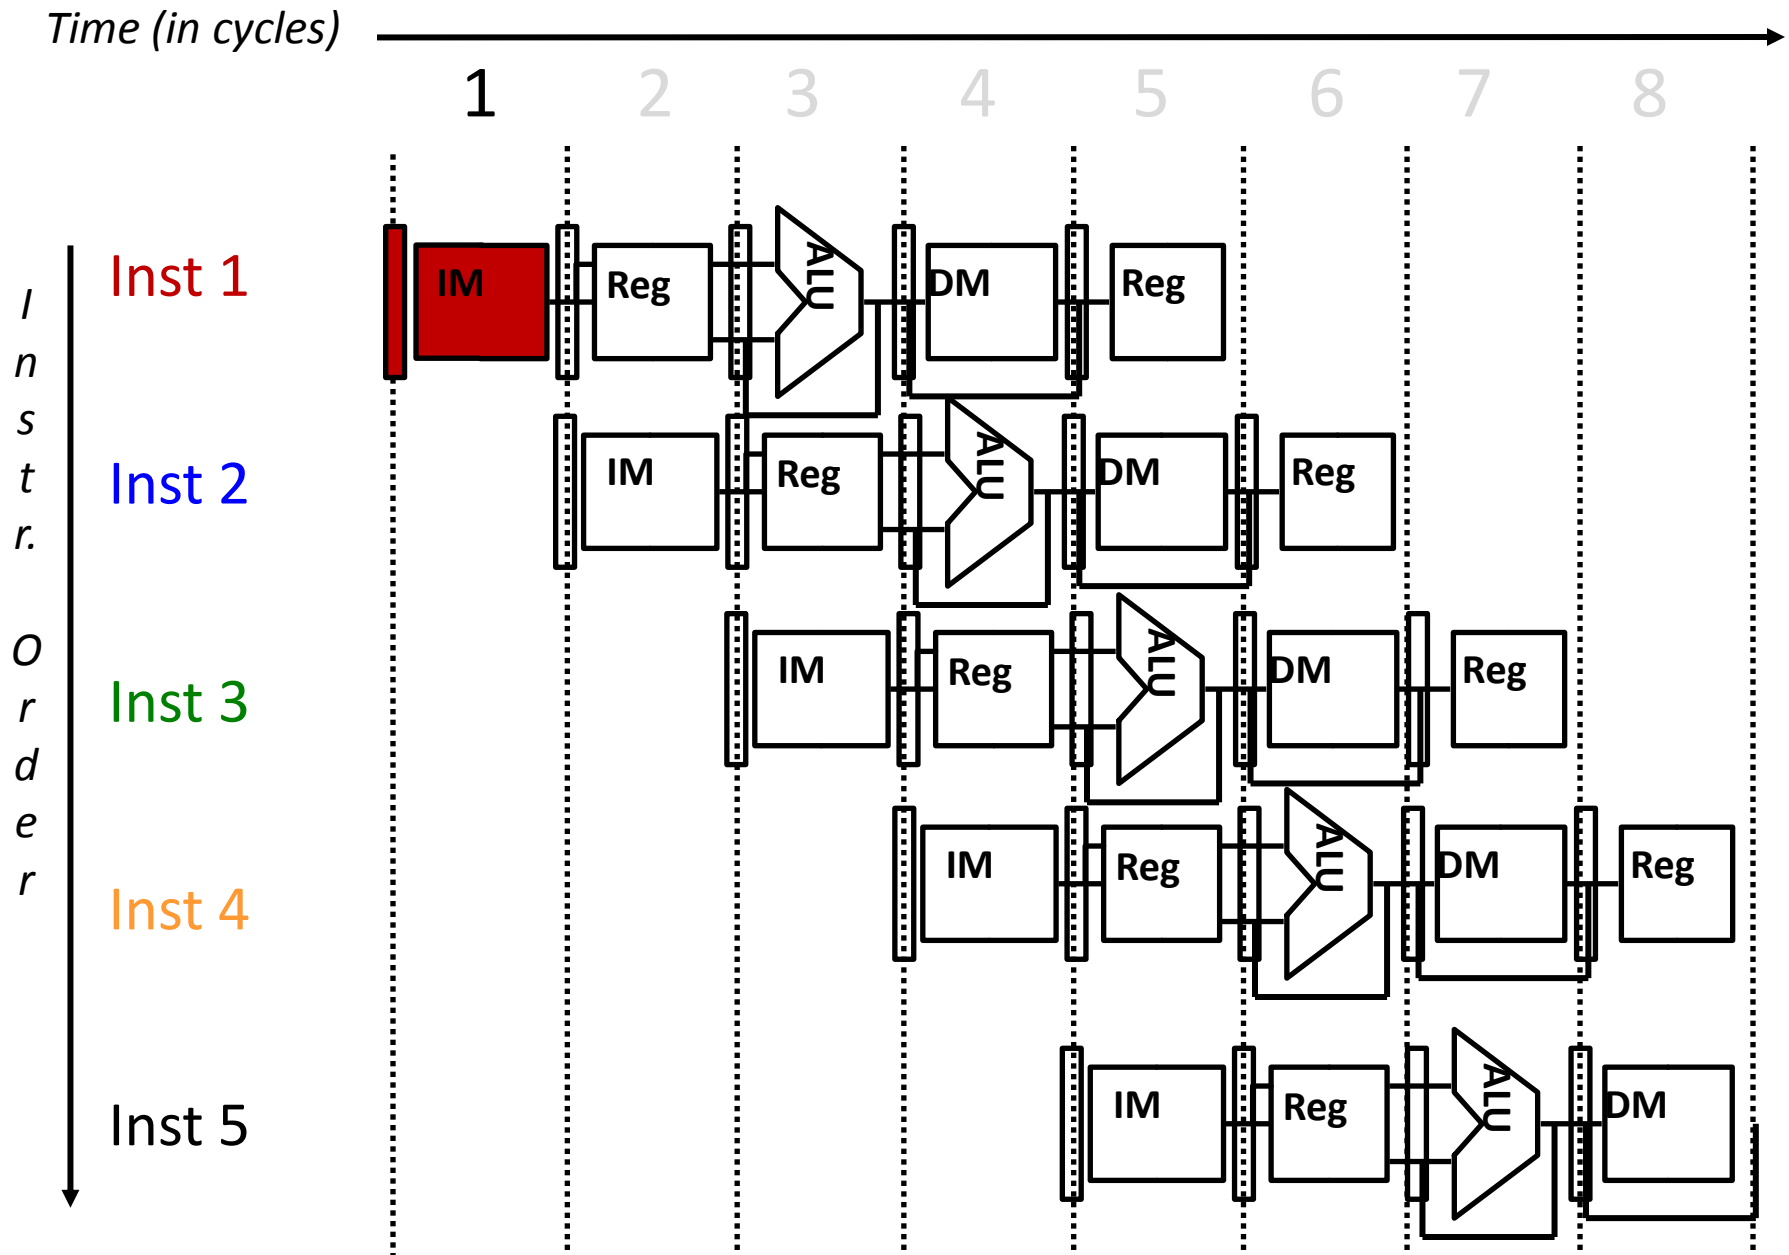 Time (in cycles)
1 2 3 4 5 6 7 8
Instr. Order
Inst 1 IM Reg ALU DM Reg
Inst 2 IM Reg ALU DM Reg
Inst 3 IM Reg ALU DM Reg
Inst 4 IM Reg ALU DM Reg
Inst 5 IM Reg ALU DM